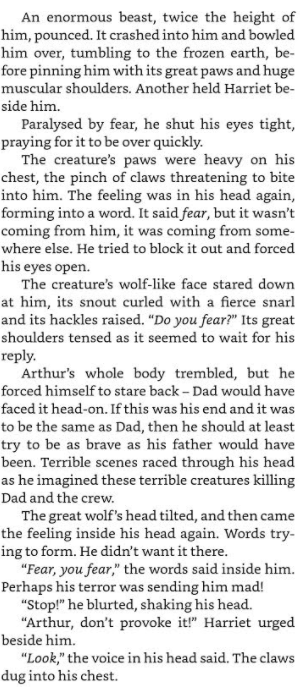 An enormous beast, twice the height of
him, pounced. It crashed into him and bowled
him over, tumbling to the frozen earth, be-
fore pinning him with its great paws and huge
muscular shoulders. Another held Harriet be-
side him.
Paralysed by fear, he shut his eyes tight,
praying for it to be over quickly.
The creature’s paws were heavy on his
chest, the pinch of claws threatening to bite
into him. The feeling was in his head again,
forming into a word. It said fear, but it wasn’t
coming from him, it was coming from some-
where else. He tried to block it out and forced
his eyes open.
The creature’s wolf-like face stared down
at him, its snout curled with a fierce snarl
and its hackles raised. “Do you fear?” Its great
shoulders tensed as it seemed to wait for his
reply.
Arthur’s whole body trembled, but he
forced himself to stare back – Dad would have
faced it head-on. If this was his end and it was
to be the same as Dad, then he should at least
try to be as brave as his father would have
been. Terrible scenes raced through his head
as he imagined these terrible creatures killing
Dad and the crew.
The great wolf’s head tilted, and then came
the feeling inside his head again. Words try-
ing to form. He didn’t want it there.
“Fear, you fear,” the words said inside him.
Perhaps his terror was sending him mad!
“Stop!” he blurted, shaking his head.
“Arthur, don’t provoke it!” Harriet urged
beside him.
“Look,” the voice in his head said. The claws
dug into his chest.